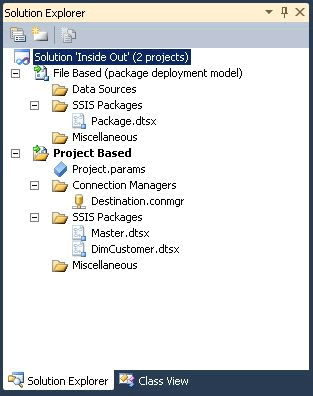 Solution Explorer
Solution 'Inside Out' (2 projects)
File Based (package deployment model)
Data Sources
SSIS Packages
Package.dtsx
Miscellaneous
Project Based
Project.params
Connection Managers
Destination.conmgr
SSIS Packages
Master.dtsx
DimCustomer.dtsx
Miscellaneous
Solution Explorer Class View